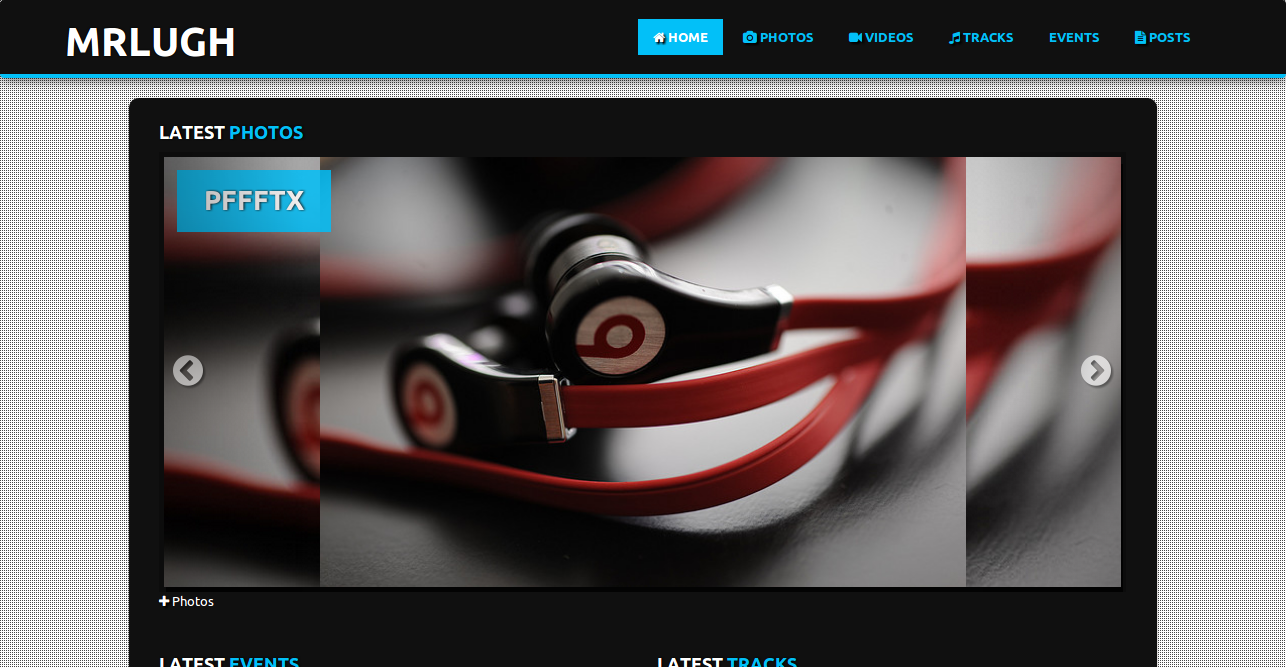 MRLUGH
HOME PHOTOS VIDEOS TRACKS EVENTS POSTS
LATEST PHOTOS
PFFFTX
Photos
LATEST EVENTS LATEST TRACKS